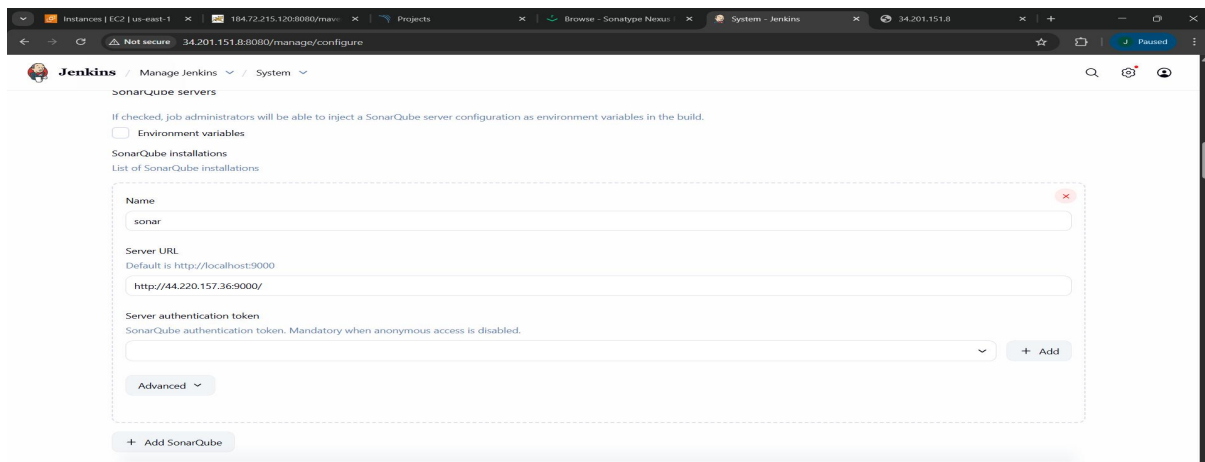 Instances | EC2 | us-east-1
184.72.215.120:8080/mave
Projects
Browse - Sonatype Nexus
System - Jenkins
34.201.151.8
Not secure 34.201.151.8:8080/manage/configure
J Paused
Jenkins / Manage Jenkins / System
SonarQube servers
If checked, job administrators will be able to inject a SonarQube server configuration as environment variables in the build.
Environment variables
SonarQube installations
List of SonarQube installations
Name
sonar
Server URL
Default is http://localhost:9000
http://44.220.157.36:9000/
Server authentication token
SonarQube authentication token. Mandatory when anonymous access is disabled.
+ Add
Advanced
+ Add SonarQube